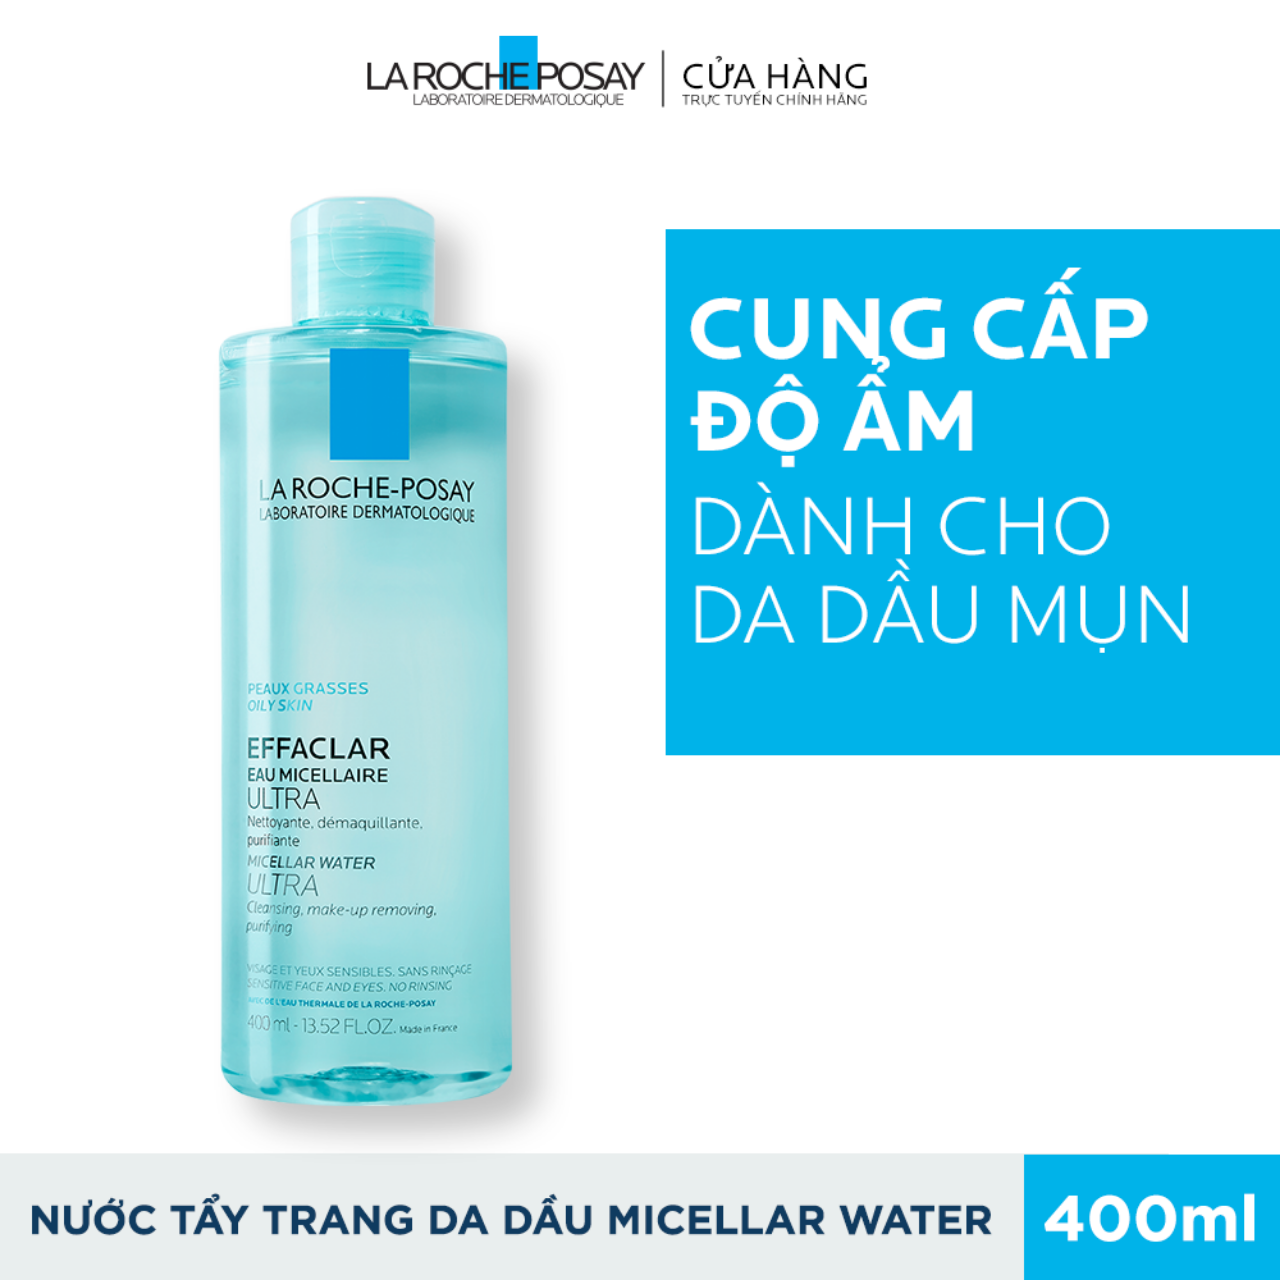 LA ROCHE POSAY
LABORATOIRE DERMATOLOGIQUE
CỬA HÀNG
TRỰC TUYẾN CHÍNH HÃNG
LA ROCHE-POSAY
LABORATOIRE DERMATOLOGIQUE
PEAUX GRASSES
OILY SKIN
EFFACLAR
EAU MICELLAIRE
ULTRA
Nettoyante, démaquillante,
purifiante
MICELLAR WATER
ULTRA
Cleansing, make-up removing,
purifying
VISAGE ET YEUX SENSIBLES. SANS RINÇAGE
SENSITIVE FACE AND EYES. NO RINSING
AVEC DE L'EAU THERMALE DE LA ROCHE-POSAY
400 ml - 13.52 FL.OZ. Made in France
CUNG CẤP
ĐỘ ẨM
DÀNH CHO
DA DẦU MỤN
NƯỚC TẨY TRANG DA DẦU MICELLAR WATER
400ml